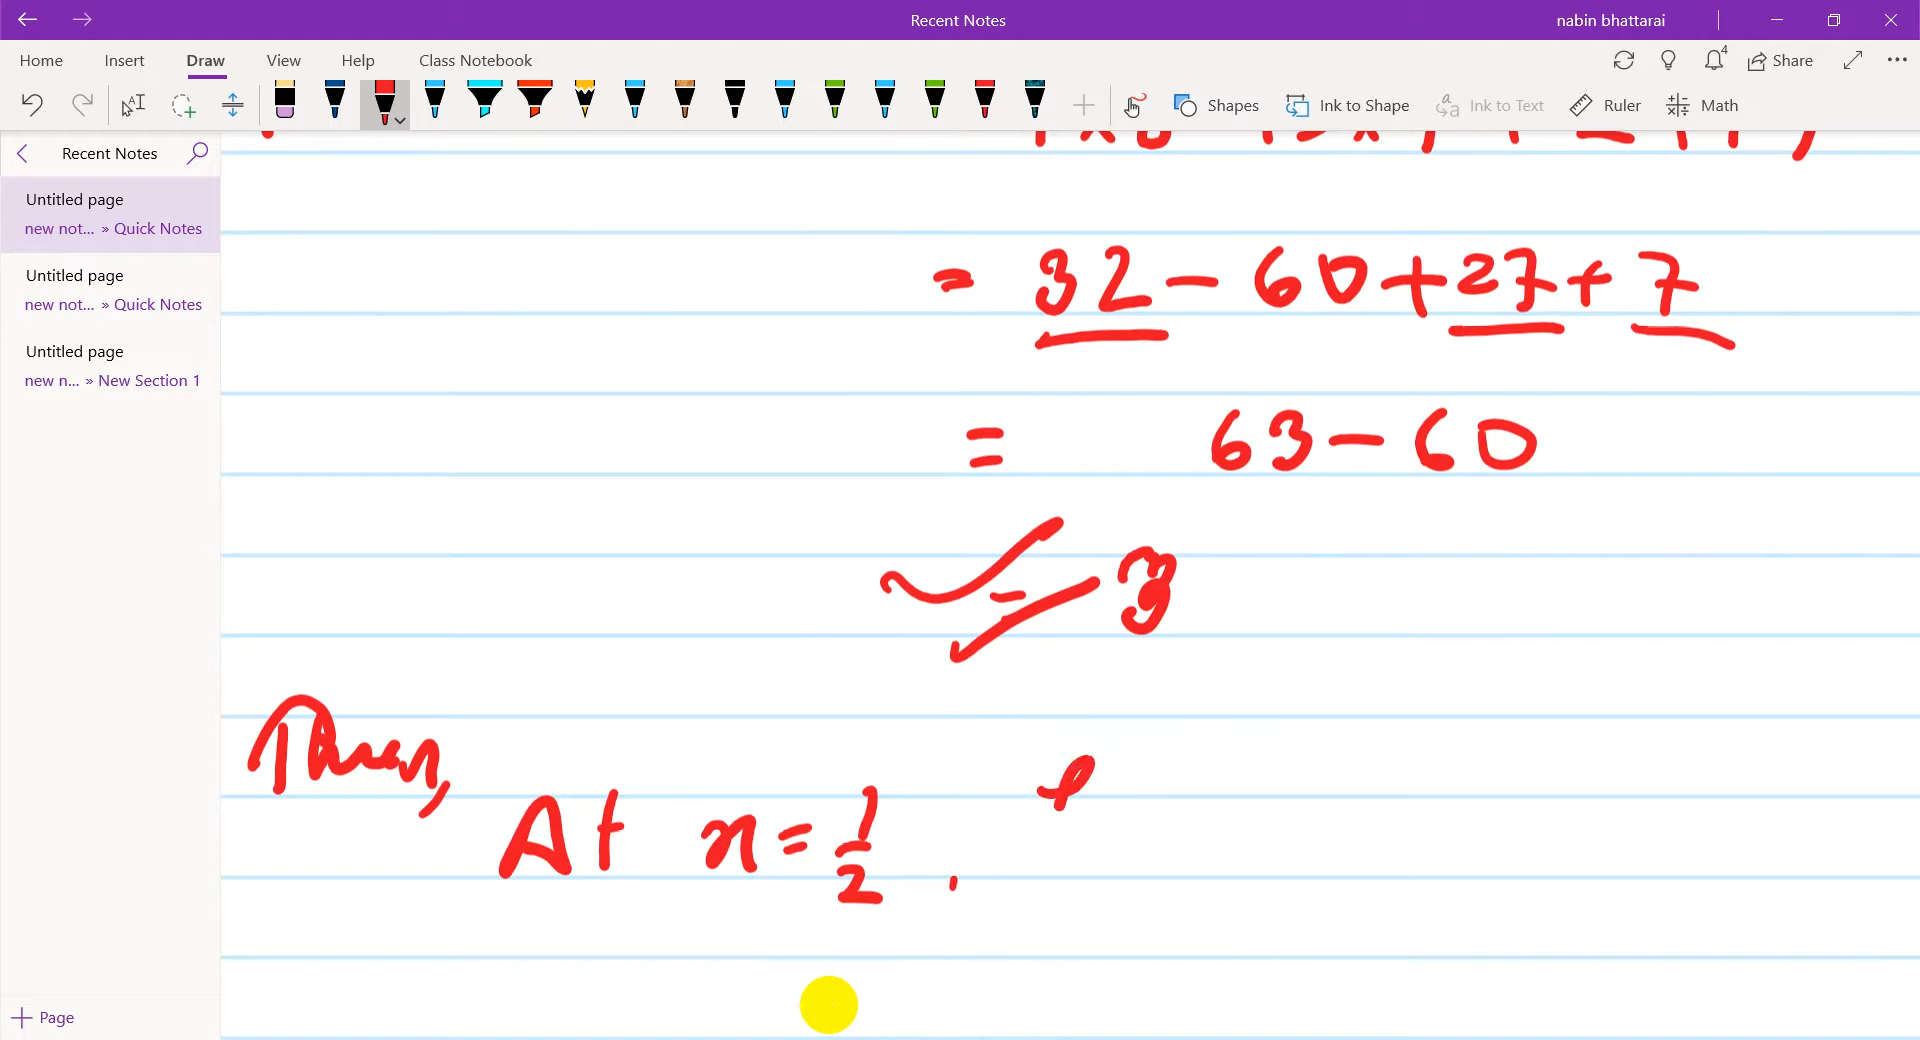 Recent Notes
nabin bhattarai
Home Insert Draw View Help Class Notebook
4
Share
Shapes Ink to Shape Ink to Text Ruler Math
Recent Notes
Untitled page
new not... » Quick Notes
Untitled page
new not... » Quick Notes
Untitled page
new n... » New Section 1
Page
= 32 - 60 + 27 + 7
= 63 - 60
= 3
Then,
At x = 1/2